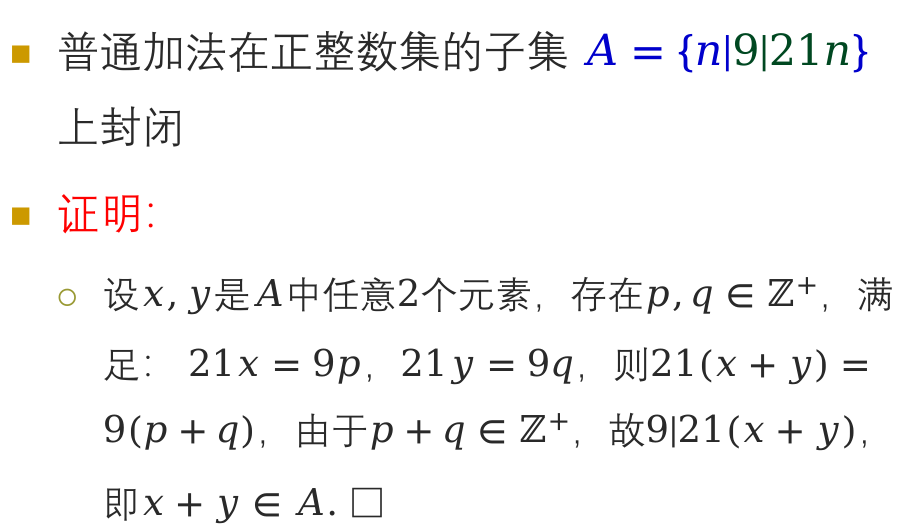 普通加法在正整数集的子集 A = {n|9|21n}
上封闭
证明：
设x, y是A中任意2个元素，存在p, q ∈ ℤ⁺，满
足： 21x = 9p，21y = 9q，则21(x + y) =
9(p + q)，由于p + q ∈ ℤ⁺，故9|21(x + y)，
即x + y ∈ A. □